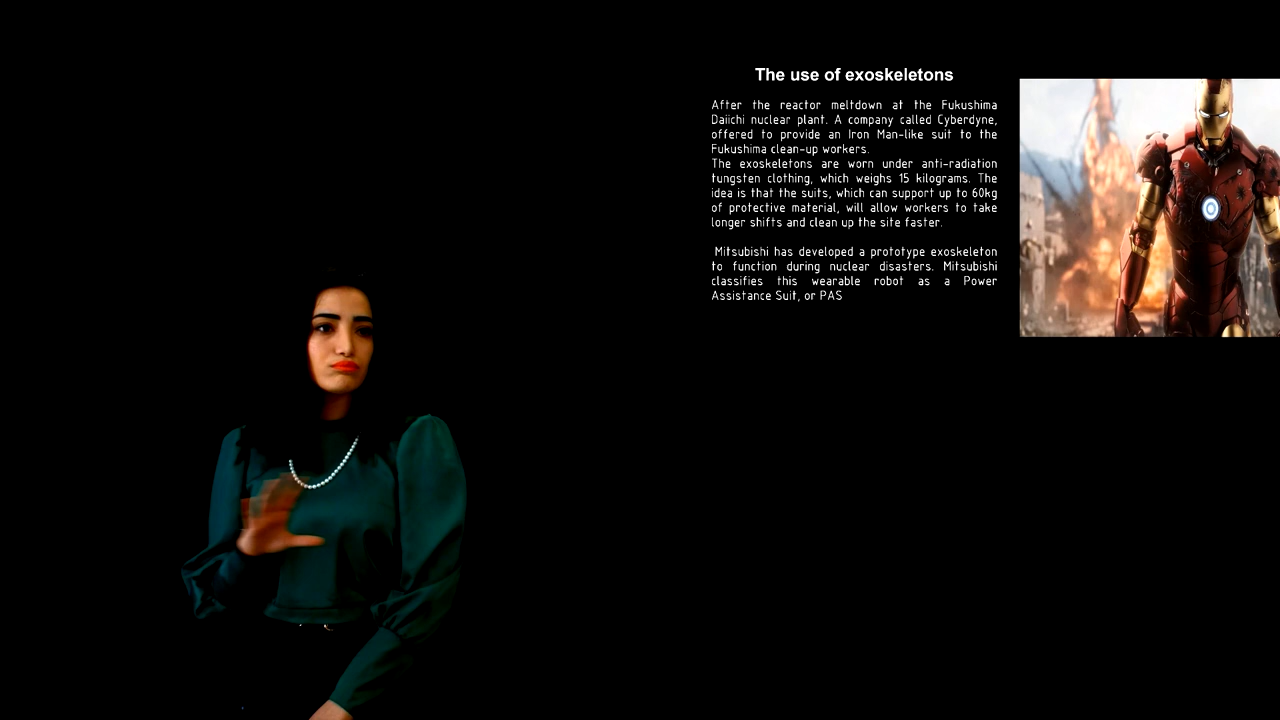 The use of exoskeletons
After the reactor meltdown at the Fukushima
Daiichi nuclear plant. A company called Cyberdyne,
offered to provide an Iron Man-like suit to the
Fukushima clean-up workers.
The exoskeletons are worn under anti-radiation
tungsten clothing, which weighs 15 kilograms. The
idea is that the suits, which can support up to 60kg
of protective material, will allow workers to take
longer shifts and clean up the site faster.
Mitsubishi has developed a prototype exoskeleton
to function during nuclear disasters. Mitsubishi
classifies this wearable robot as a Power
Assistance Suit, or PAS